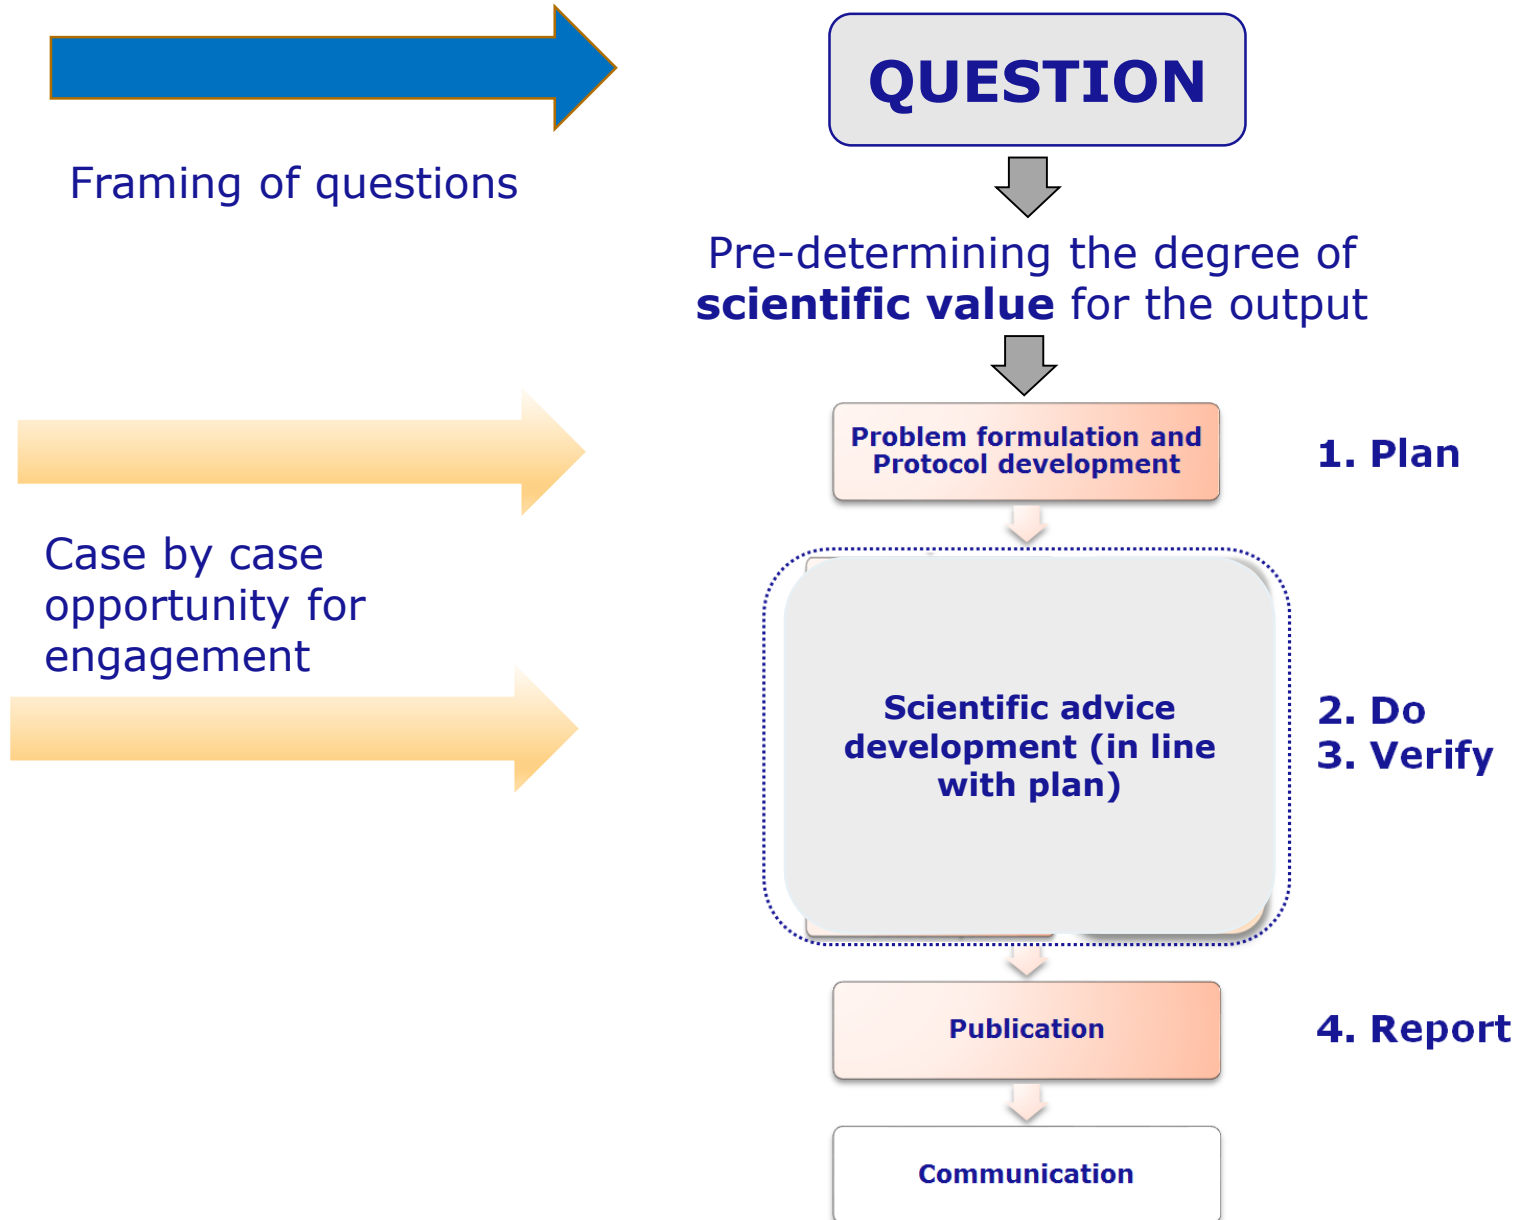 QUESTION
Framing of questions
Pre-determining the degree of
scientific value for the output
Problem formulation and
Protocol development
1. Plan
Case by case
opportunity for
engagement
Scientific advice
development (in line
with plan)
2. Do
3. Verify
Publication
4. Report
Communication